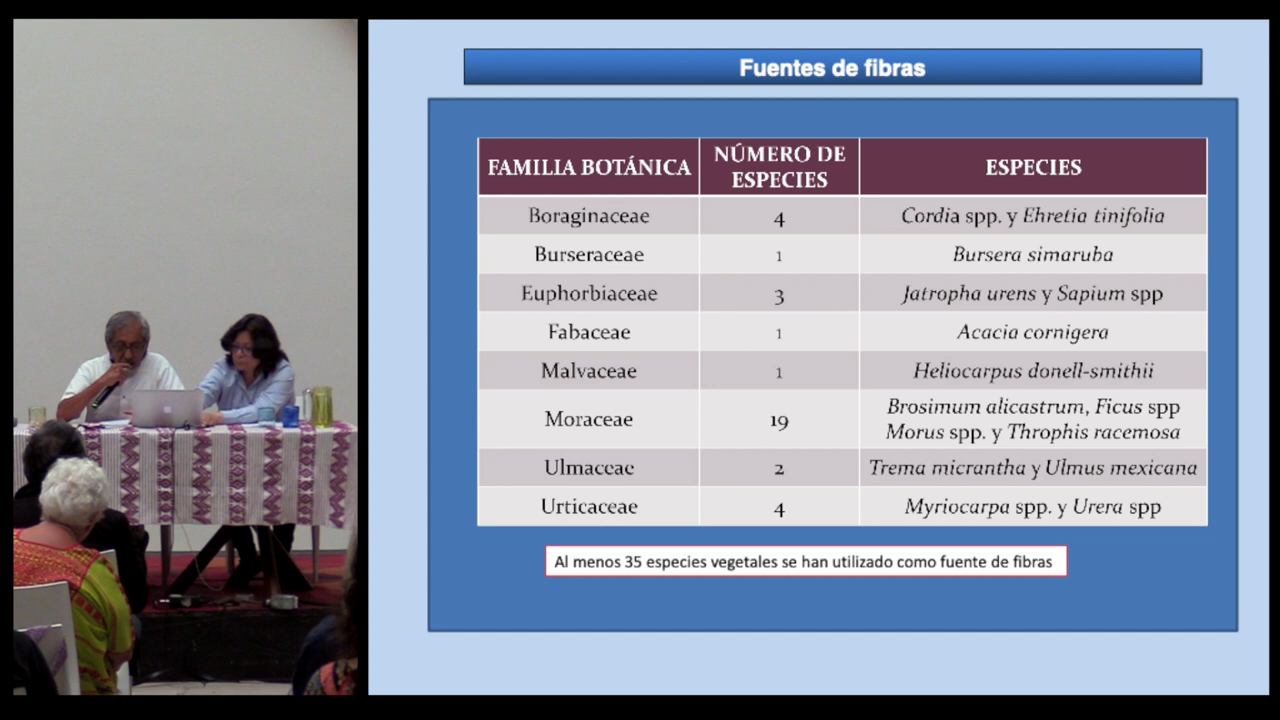 Fuentes de fibras
FAMILIA BOTÁNICA NÚMERO DE ESPECIES ESPECIES
Boraginaceae 4 Cordia spp. y Ehretia tinifolia
Burseraceae 1 Bursera simaruba
Euphorbiaceae 3 Jatropha urens y Sapium spp
Fabaceae 1 Acacia cornigera
Malvaceae 1 Heliocarpus donell-smithii
Moraceae 19 Brosimum alicastrum, Ficus spp
Morus spp. y Throphis racemosa
Ulmaceae 2 Trema micrantha y Ulmus mexicana
Urticaceae 4 Myriocarpa spp. y Urera spp
Al menos 35 especies vegetales se han utilizado como fuente de fibras